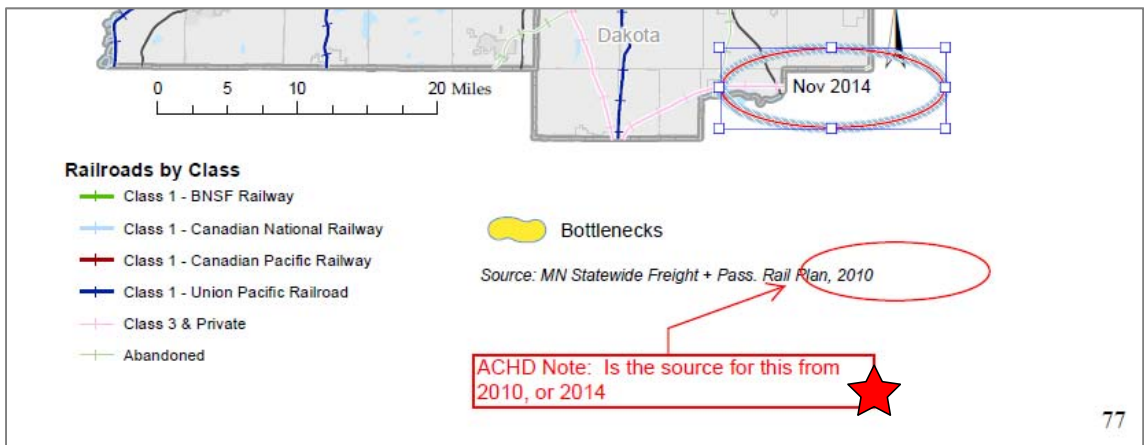 Dakota
Nov 2014
0 5 10 20 Miles
Railroads by Class
Class 1 - BNSF Railway
Class 1 - Canadian National Railway
Class 1 - Canadian Pacific Railway
Class 1 - Union Pacific Railroad
Class 3 & Private
Abandoned
Bottlenecks
Source: MN Statewide Freight + Pass. Rail Plan, 2010
ACHD Note: Is the source for this from
2010, or 2014
77